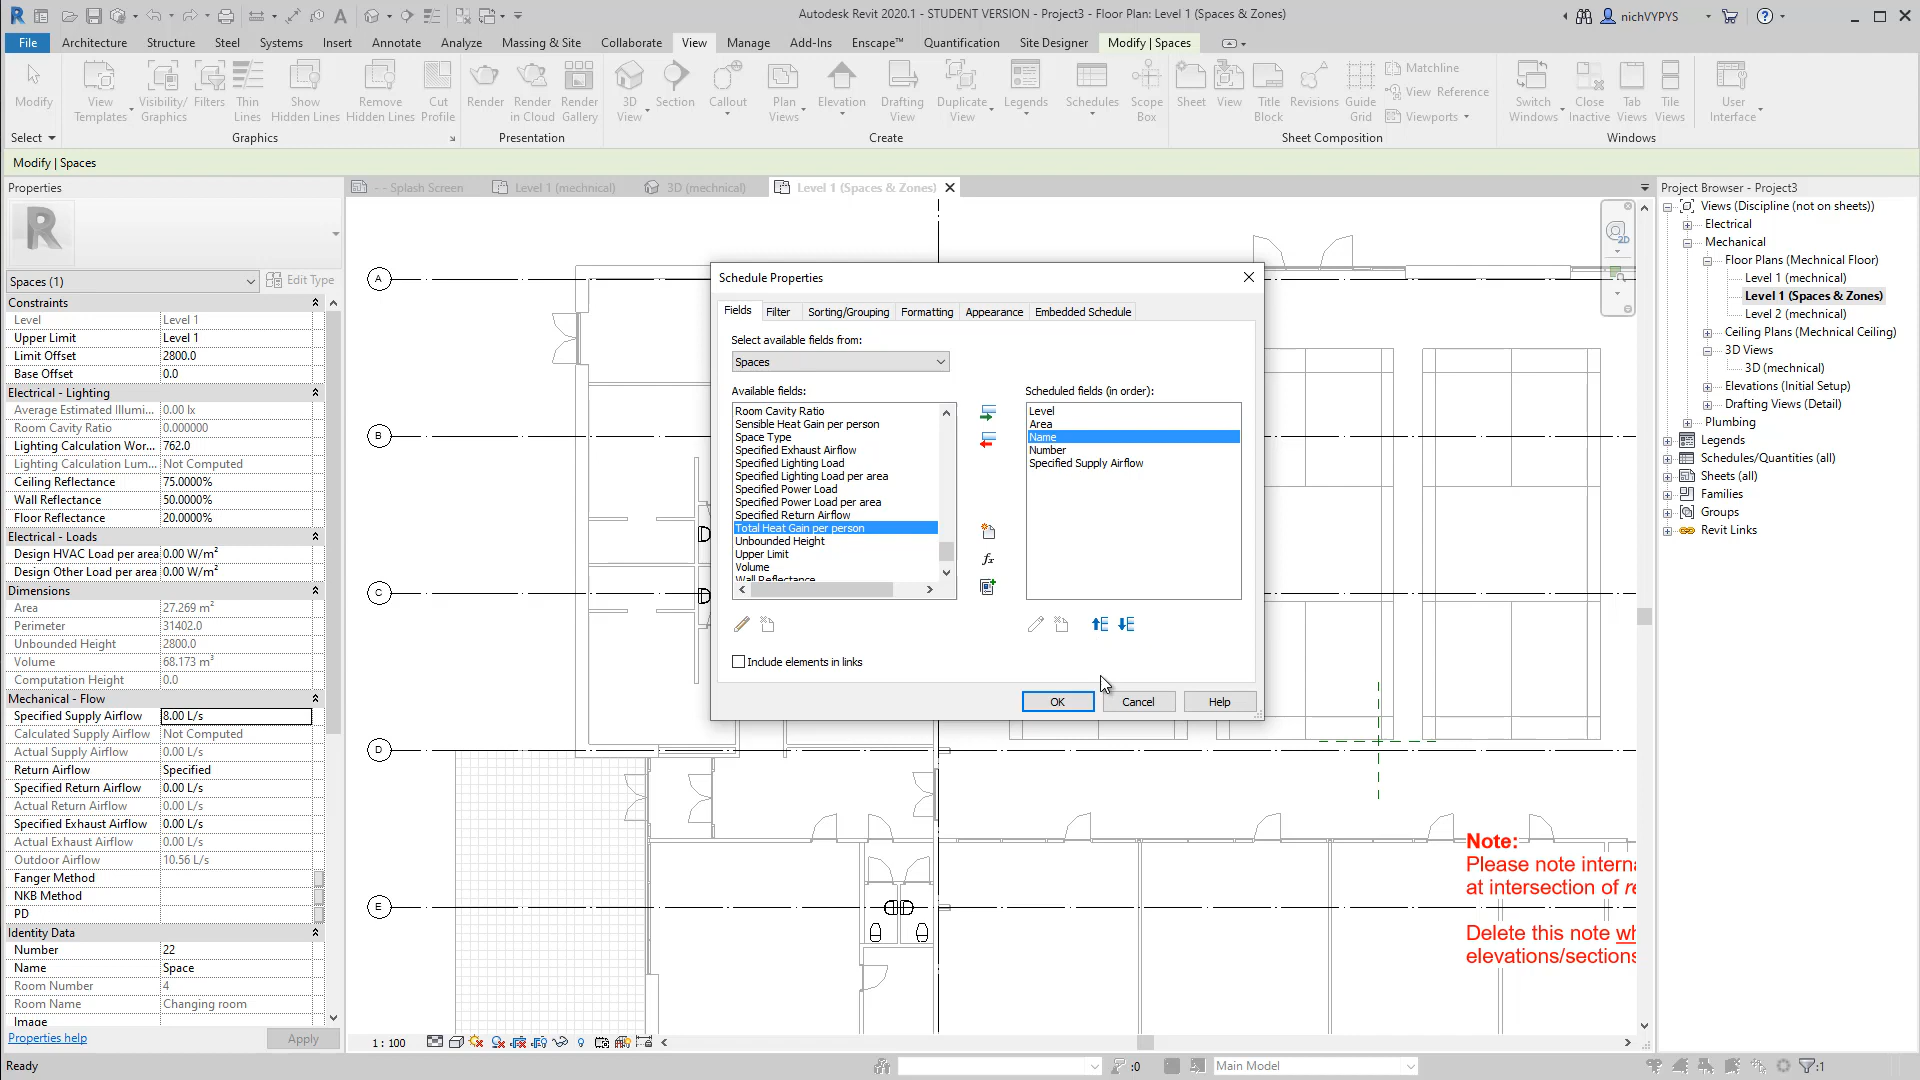 Autodesk Revit 2020.1 - STUDENT VERSION - Project3 - Floor Plan: Level 1 (Spaces & Zones)
nichVYPYS
File
Architecture
Structure
Steel
Systems
Insert
Annotate
Analyze
Massing & Site
Collaborate
View
Manage
Add-Ins
Enscape™
Quantification
Site Designer
Modify | Spaces
Modify
View Templates
Visibility/ Graphics
Filters
Thin Lines
Show Hidden Lines
Remove Hidden Lines
Cut Profile
Render
Render in Cloud
Render Gallery
3D View
Section
Callout
Plan Views
Elevation
Drafting View
Duplicate View
Legends
Schedules
Scope Box
Sheet
View
Title Block
Revisions
Guide Grid
Matchline
View Reference
Viewports
Switch Windows
Close Inactive
Tab Views
Tile Views
User Interface
Select
Graphics
Presentation
Create
Sheet Composition
Windows
Modify | Spaces
Properties
-- Splash Screen
Level 1 (mechnical)
3D (mechnical)
Level 1 (Spaces & Zones)
Project Browser - Project3
R
Spaces (1)
Edit Type
Constraints
Level Level 1
Upper Limit Level 1
Limit Offset 2800.0
Base Offset 0.0
Electrical - Lighting
Average Estimated Illumi... 0.00 lx
Room Cavity Ratio 0.000000
Lighting Calculation Wor... 762.0
Lighting Calculation Lum... Not Computed
Ceiling Reflectance 75.0000%
Wall Reflectance 50.0000%
Floor Reflectance 20.0000%
Electrical - Loads
Design HVAC Load per area 0.00 W/m²
Design Other Load per area 0.00 W/m²
Dimensions
Area 27.269 m²
Perimeter 31402.0
Unbounded Height 2800.0
Volume 68.173 m³
Computation Height 0.0
Mechanical - Flow
Specified Supply Airflow 8.00 L/s
Calculated Supply Airflow Not Computed
Actual Supply Airflow 0.00 L/s
Return Airflow Specified
Specified Return Airflow 0.00 L/s
Actual Return Airflow 0.00 L/s
Specified Exhaust Airflow 0.00 L/s
Actual Exhaust Airflow 0.00 L/s
Outdoor Airflow 10.56 L/s
Fanger Method
NKB Method
PD
Identity Data
Number 22
Name Space
Room Number 4
Room Name Changing room
Image
Properties help
Apply
A
B
C
D
E
Schedule Properties
Fields
Filter
Sorting/Grouping
Formatting
Appearance
Embedded Schedule
Select available fields from:
Spaces
Available fields:
Room Cavity Ratio
Sensible Heat Gain per person
Space Type
Specified Exhaust Airflow
Specified Lighting Load
Specified Lighting Load per area
Specified Power Load
Specified Power Load per area
Specified Return Airflow
Total Heat Gain per person
Unbounded Height
Upper Limit
Volume
Wall Reflectance
Scheduled fields (in order):
Level
Area
Name
Number
Specified Supply Airflow
fx
Include elements in links
OK
Cancel
Help
2D
Note:
Please note interna
at intersection of re
Delete this note wh
elevations/sections
Views (Discipline (not on sheets))
Electrical
Mechanical
Floor Plans (Mechnical Floor)
Level 1 (mechnical)
Level 1 (Spaces & Zones)
Level 2 (mechnical)
Ceiling Plans (Mechnical Ceiling)
3D Views
3D (mechnical)
Elevations (Initial Setup)
Drafting Views (Detail)
Plumbing
Legends
Schedules/Quantities (all)
Sheets (all)
Families
Groups
Revit Links
1 : 100
Ready
:0
Main Model
:1